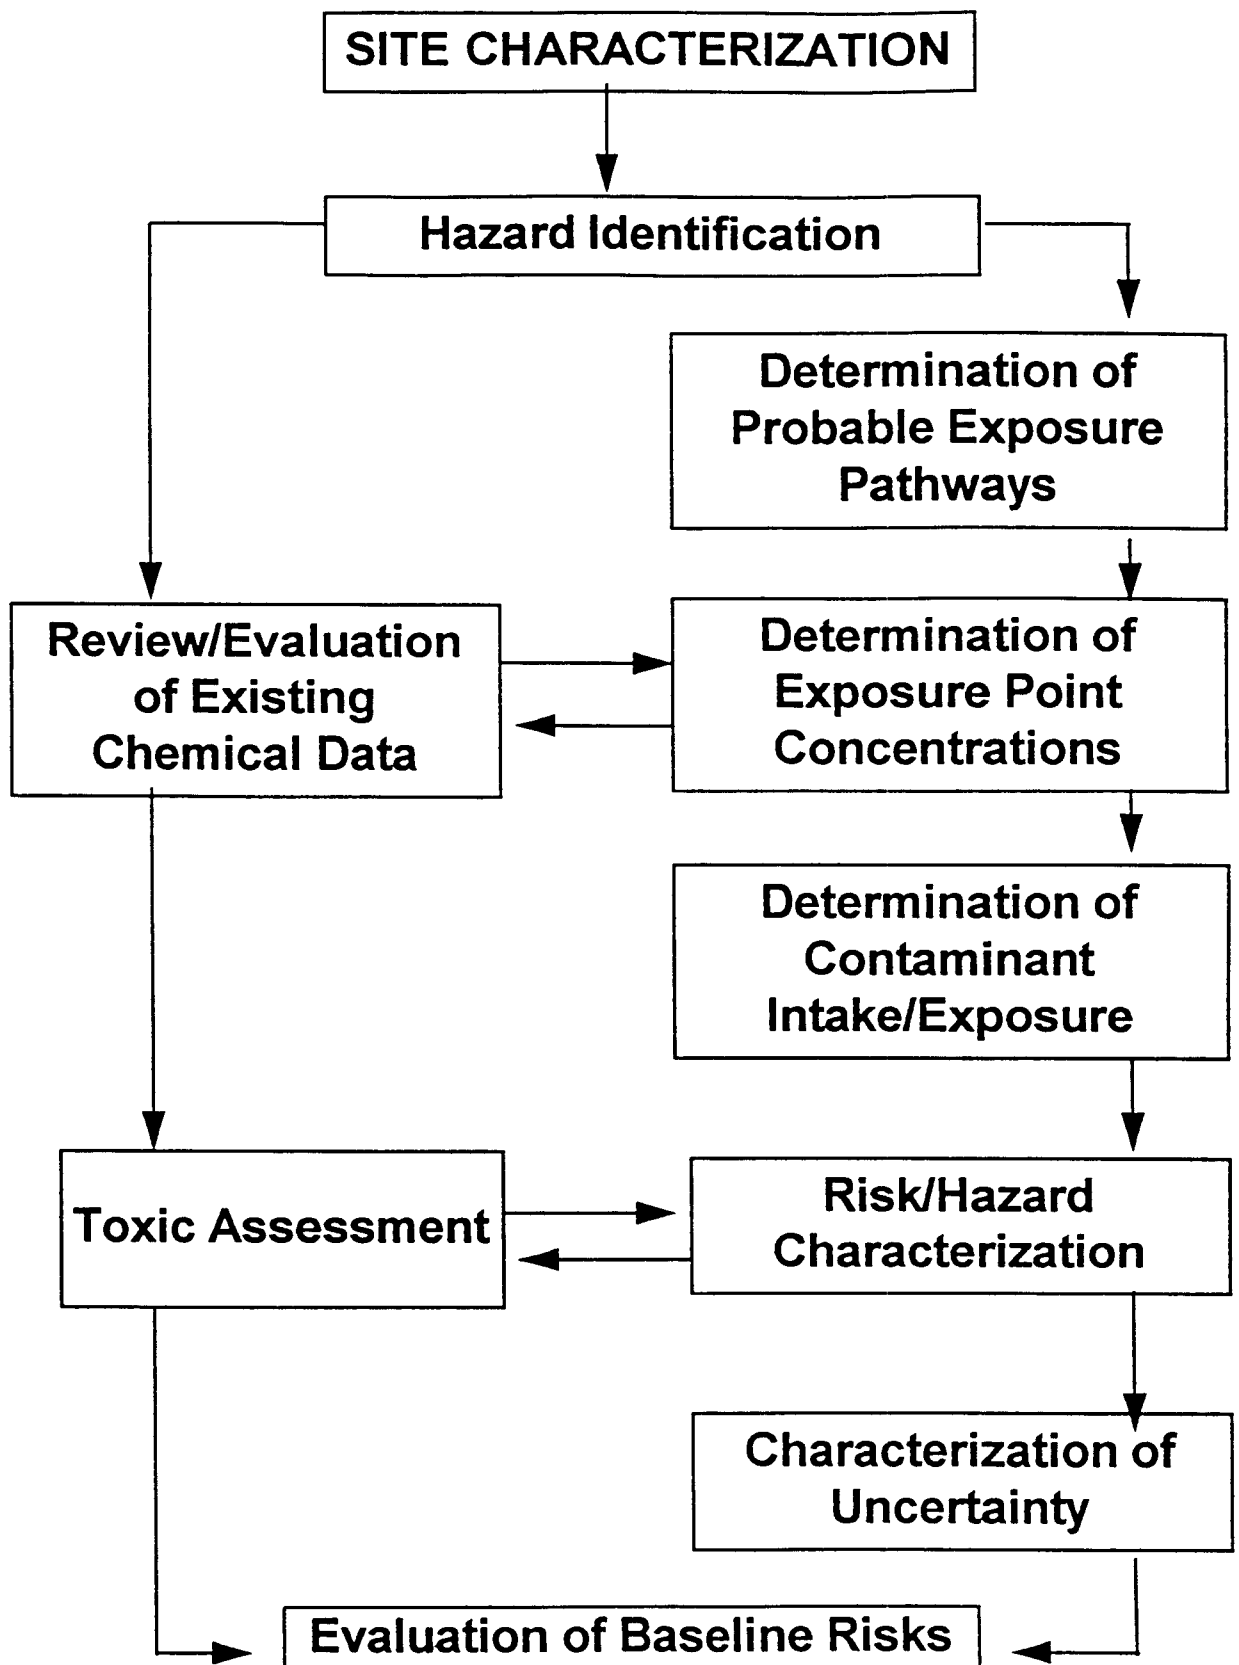 SITE CHARACTERIZATION
Hazard Identification
Determination of
Probable Exposure
Pathways
Review/Evaluation
of Existing
Chemical Data
Determination of
Exposure Point
Concentrations
Determination of
Contaminant
Intake/Exposure
Toxic Assessment
Risk/Hazard
Characterization
Characterization of
Uncertainty
Evaluation of Baseline Risks